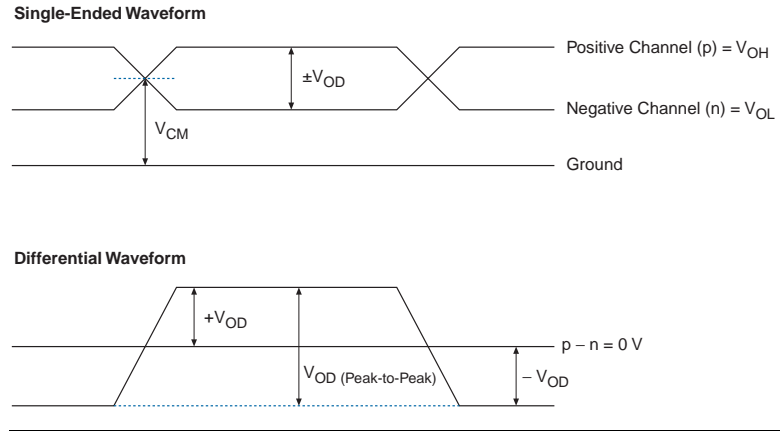 Single-Ended Waveform
Positive Channel (p) = VOH
±VOD
Negative Channel (n) = VOL
VCM
Ground
Differential Waveform
+VOD
p − n = 0 V
VOD (Peak-to-Peak)
− VOD